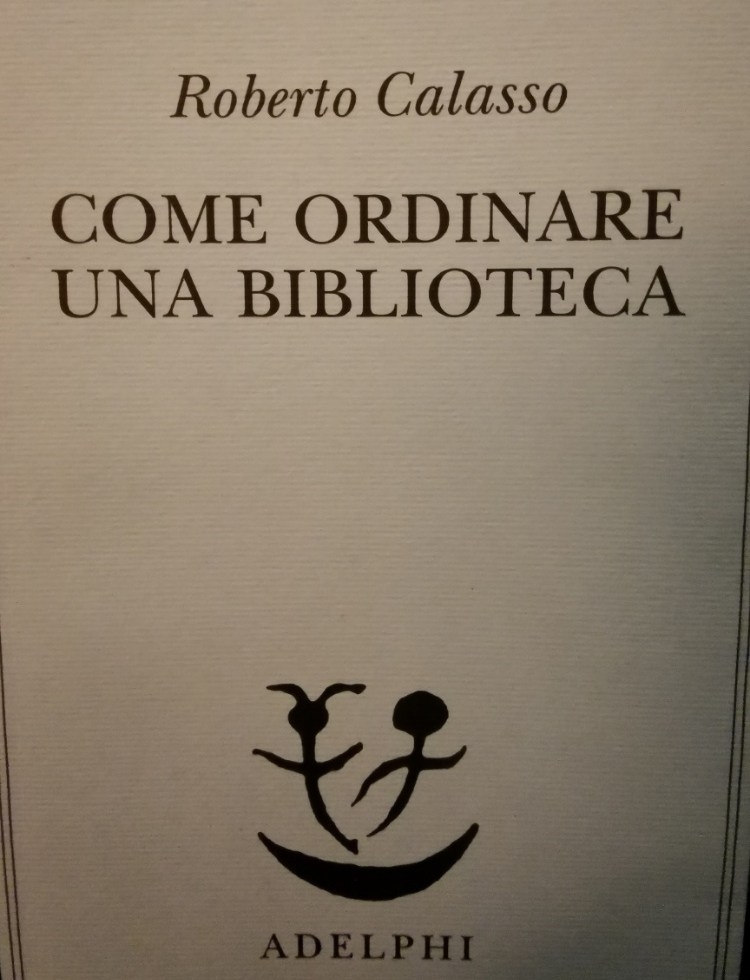 Roberto Calasso
COME ORDINARE
UNA BIBLIOTECA
ADELPHI